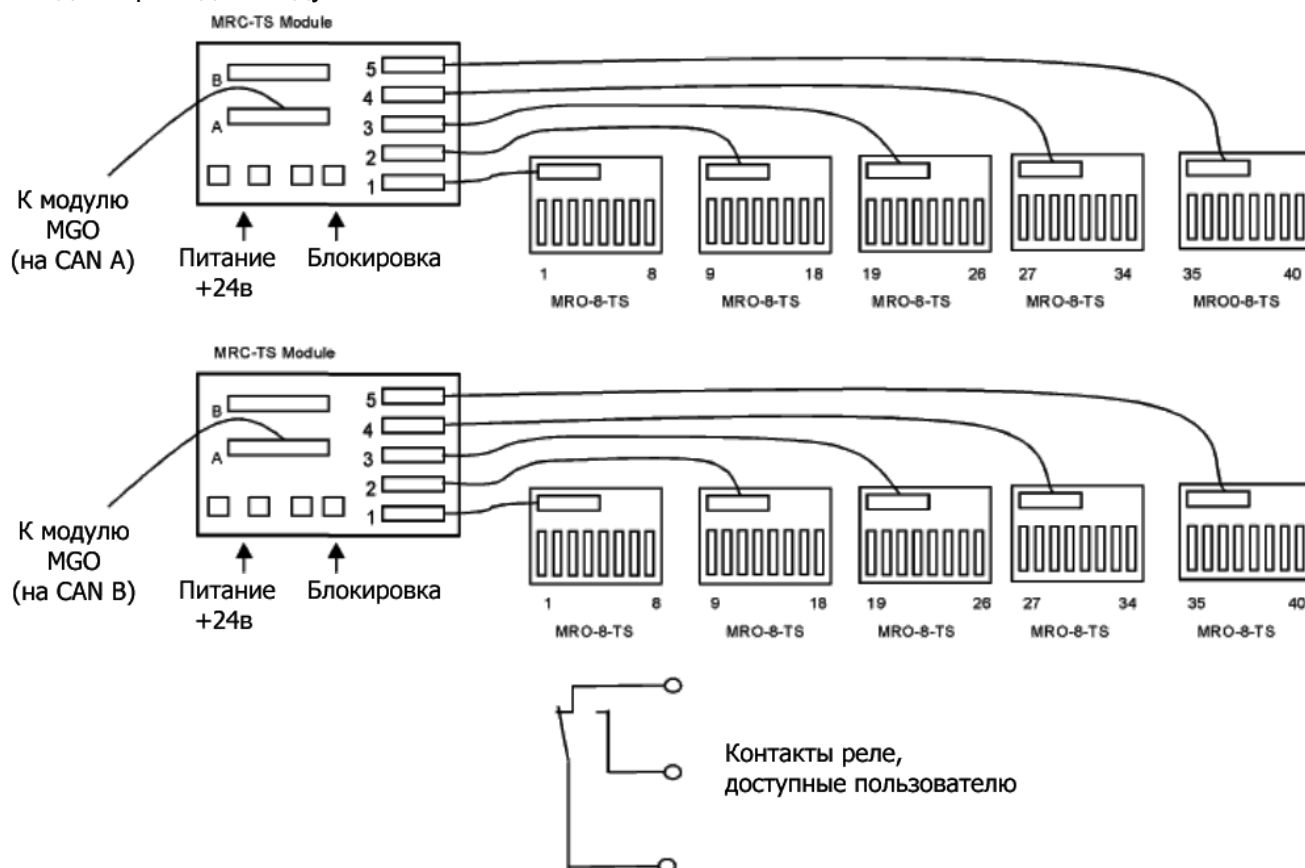 MRC-TS Module
B
A
5
4
3
2
1
К модулю
MGO
(на CAN A)
Питание
+24в
Блокировка
1 8
MRO-8-TS
9 18
MRO-8-TS
19 26
MRO-8-TS
27 34
MRO-8-TS
35 40
MRO0-8-TS
MRC-TS Module
B
A
5
4
3
2
1
К модулю
MGO
(на CAN B)
Питание
+24в
Блокировка
1 8
MRO-8-TS
9 18
MRO-8-TS
19 26
MRO-8-TS
27 34
MRO-8-TS
35 40
MRO-8-TS
Контакты реле,
доступные пользователю